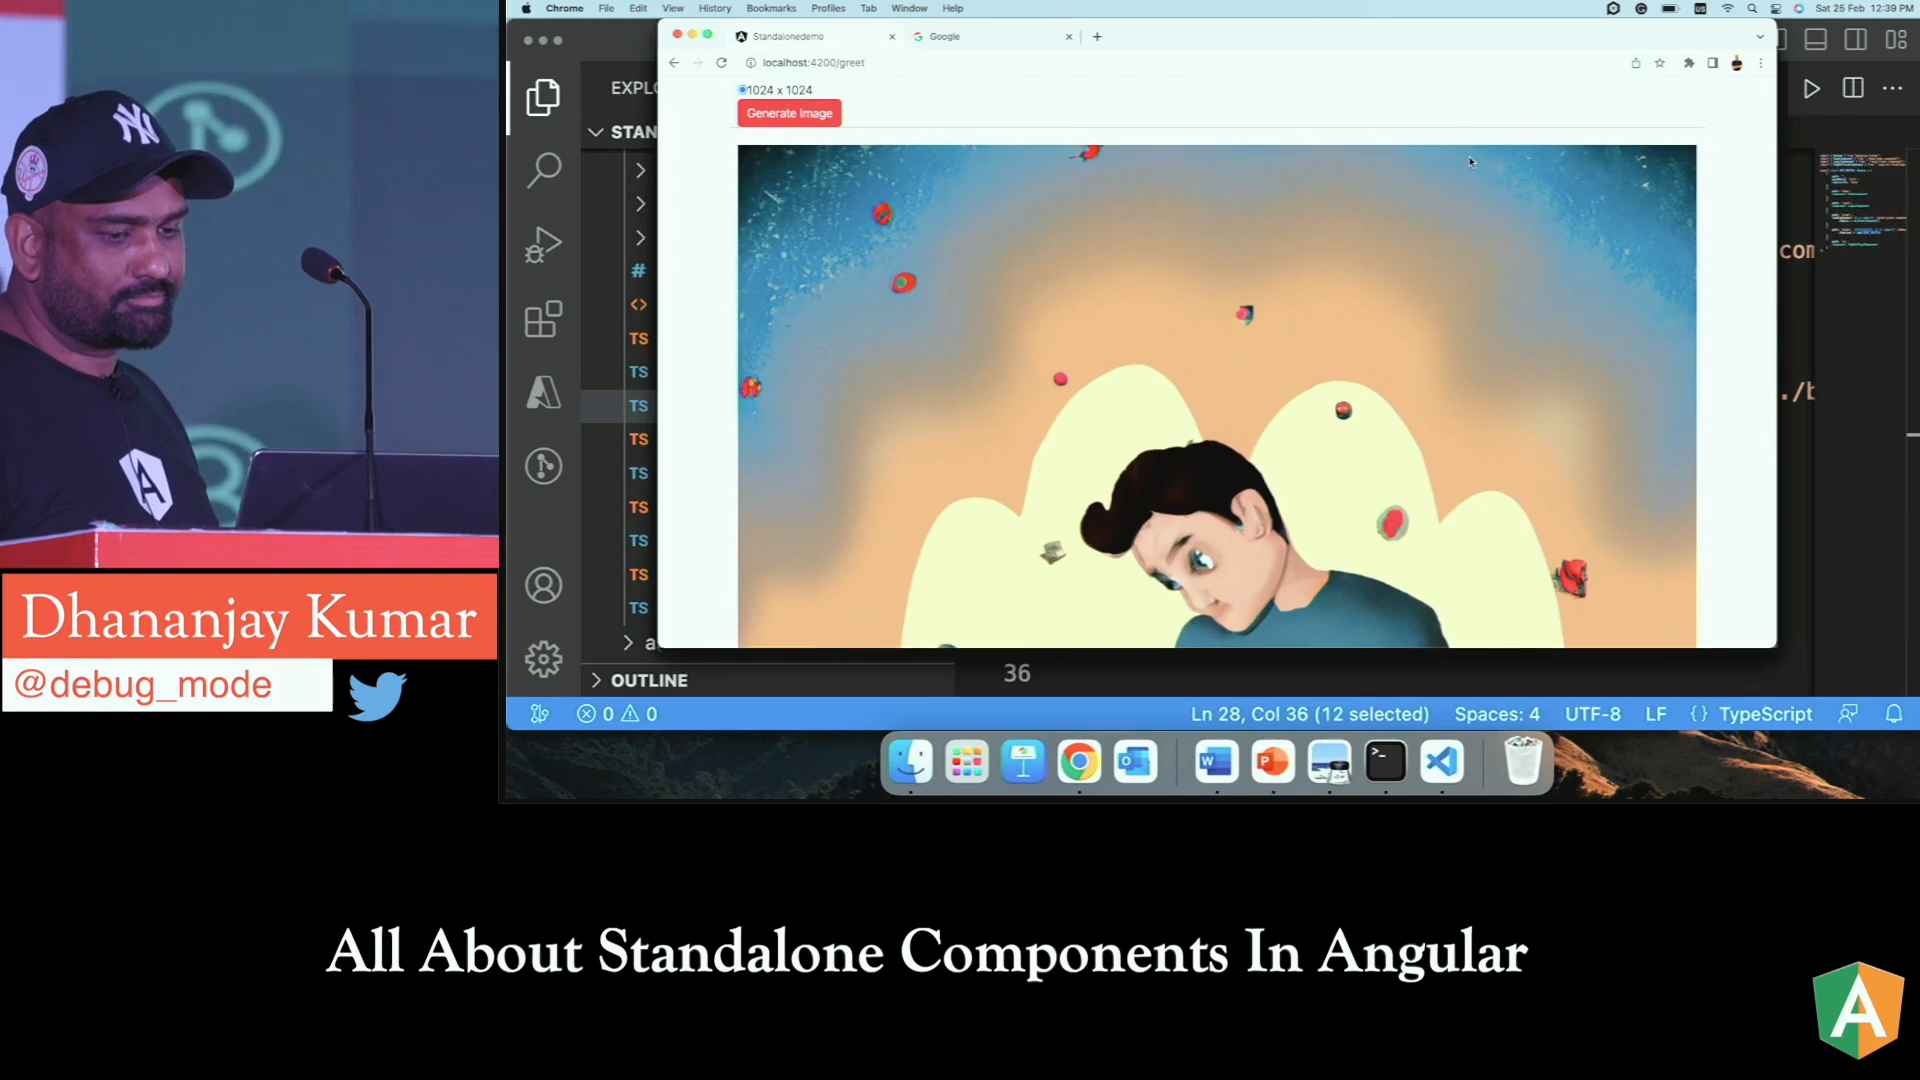 Chrome File Edit View History Bookmarks Profiles Tab Window Help
Sat 25 Feb 12:39 PM
Standalonedemo
Google
localhost:4200/greet
1024 x 1024
Generate Image
EXPLO
STAN
#
<>
TS
TS
TS
TS
TS
TS
TS
TS
TS
a
OUTLINE
36
com
./b
0 0
Ln 28, Col 36 (12 selected) Spaces: 4 UTF-8 LF {} TypeScript
NY
A
Dhananjay Kumar
@debug_mode
All About Standalone Components In Angular
A